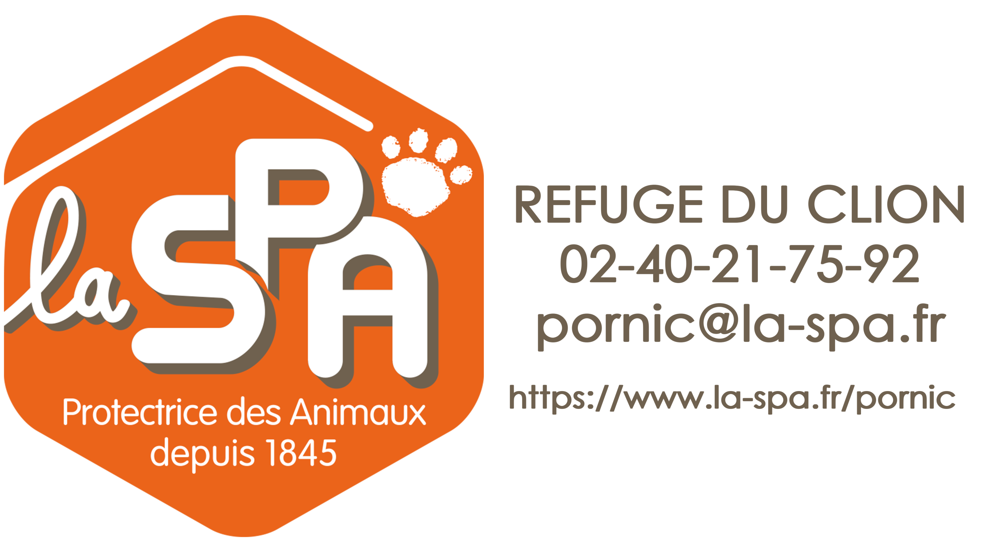 la SPA
Protectrice des Animaux
depuis 1845
REFUGE DU CLION
02-40-21-75-92
pornic@la-spa.fr
https://www.la-spa.fr/pornic